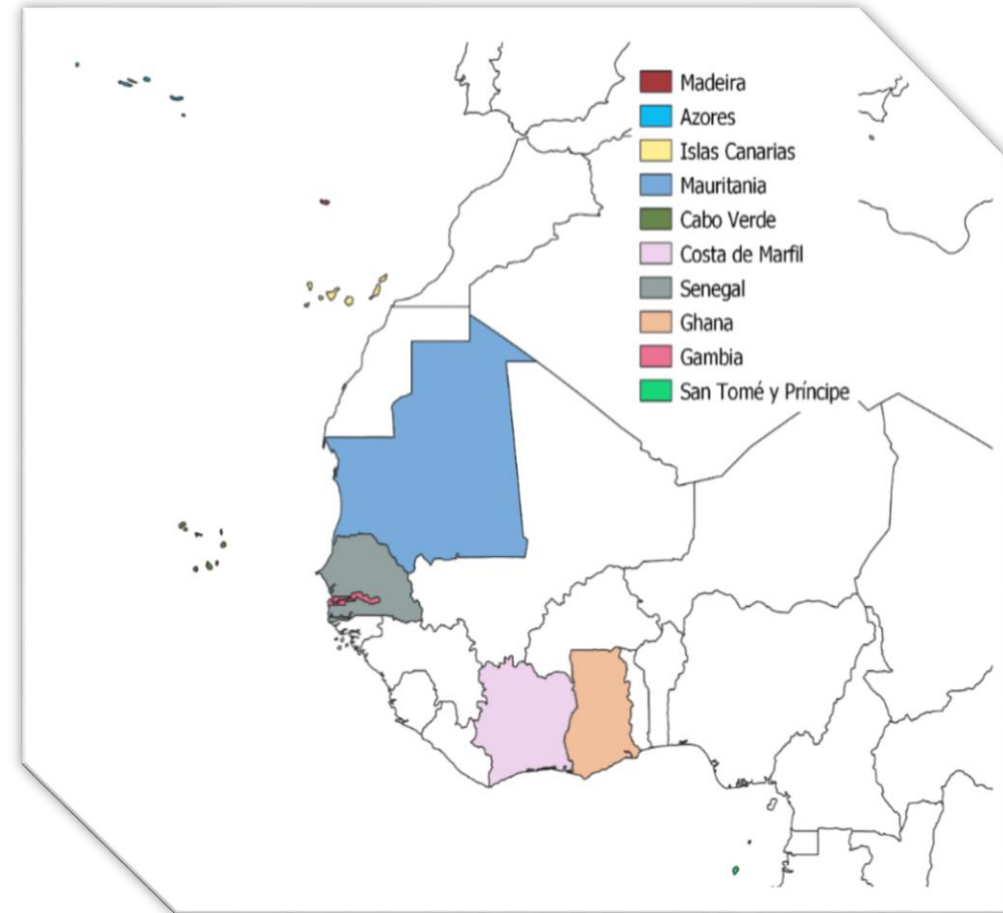 Madeira
Azores
Islas Canarias
Mauritania
Cabo Verde
Costa de Marfil
Senegal
Ghana
Gambia
San Tomé y Príncipe